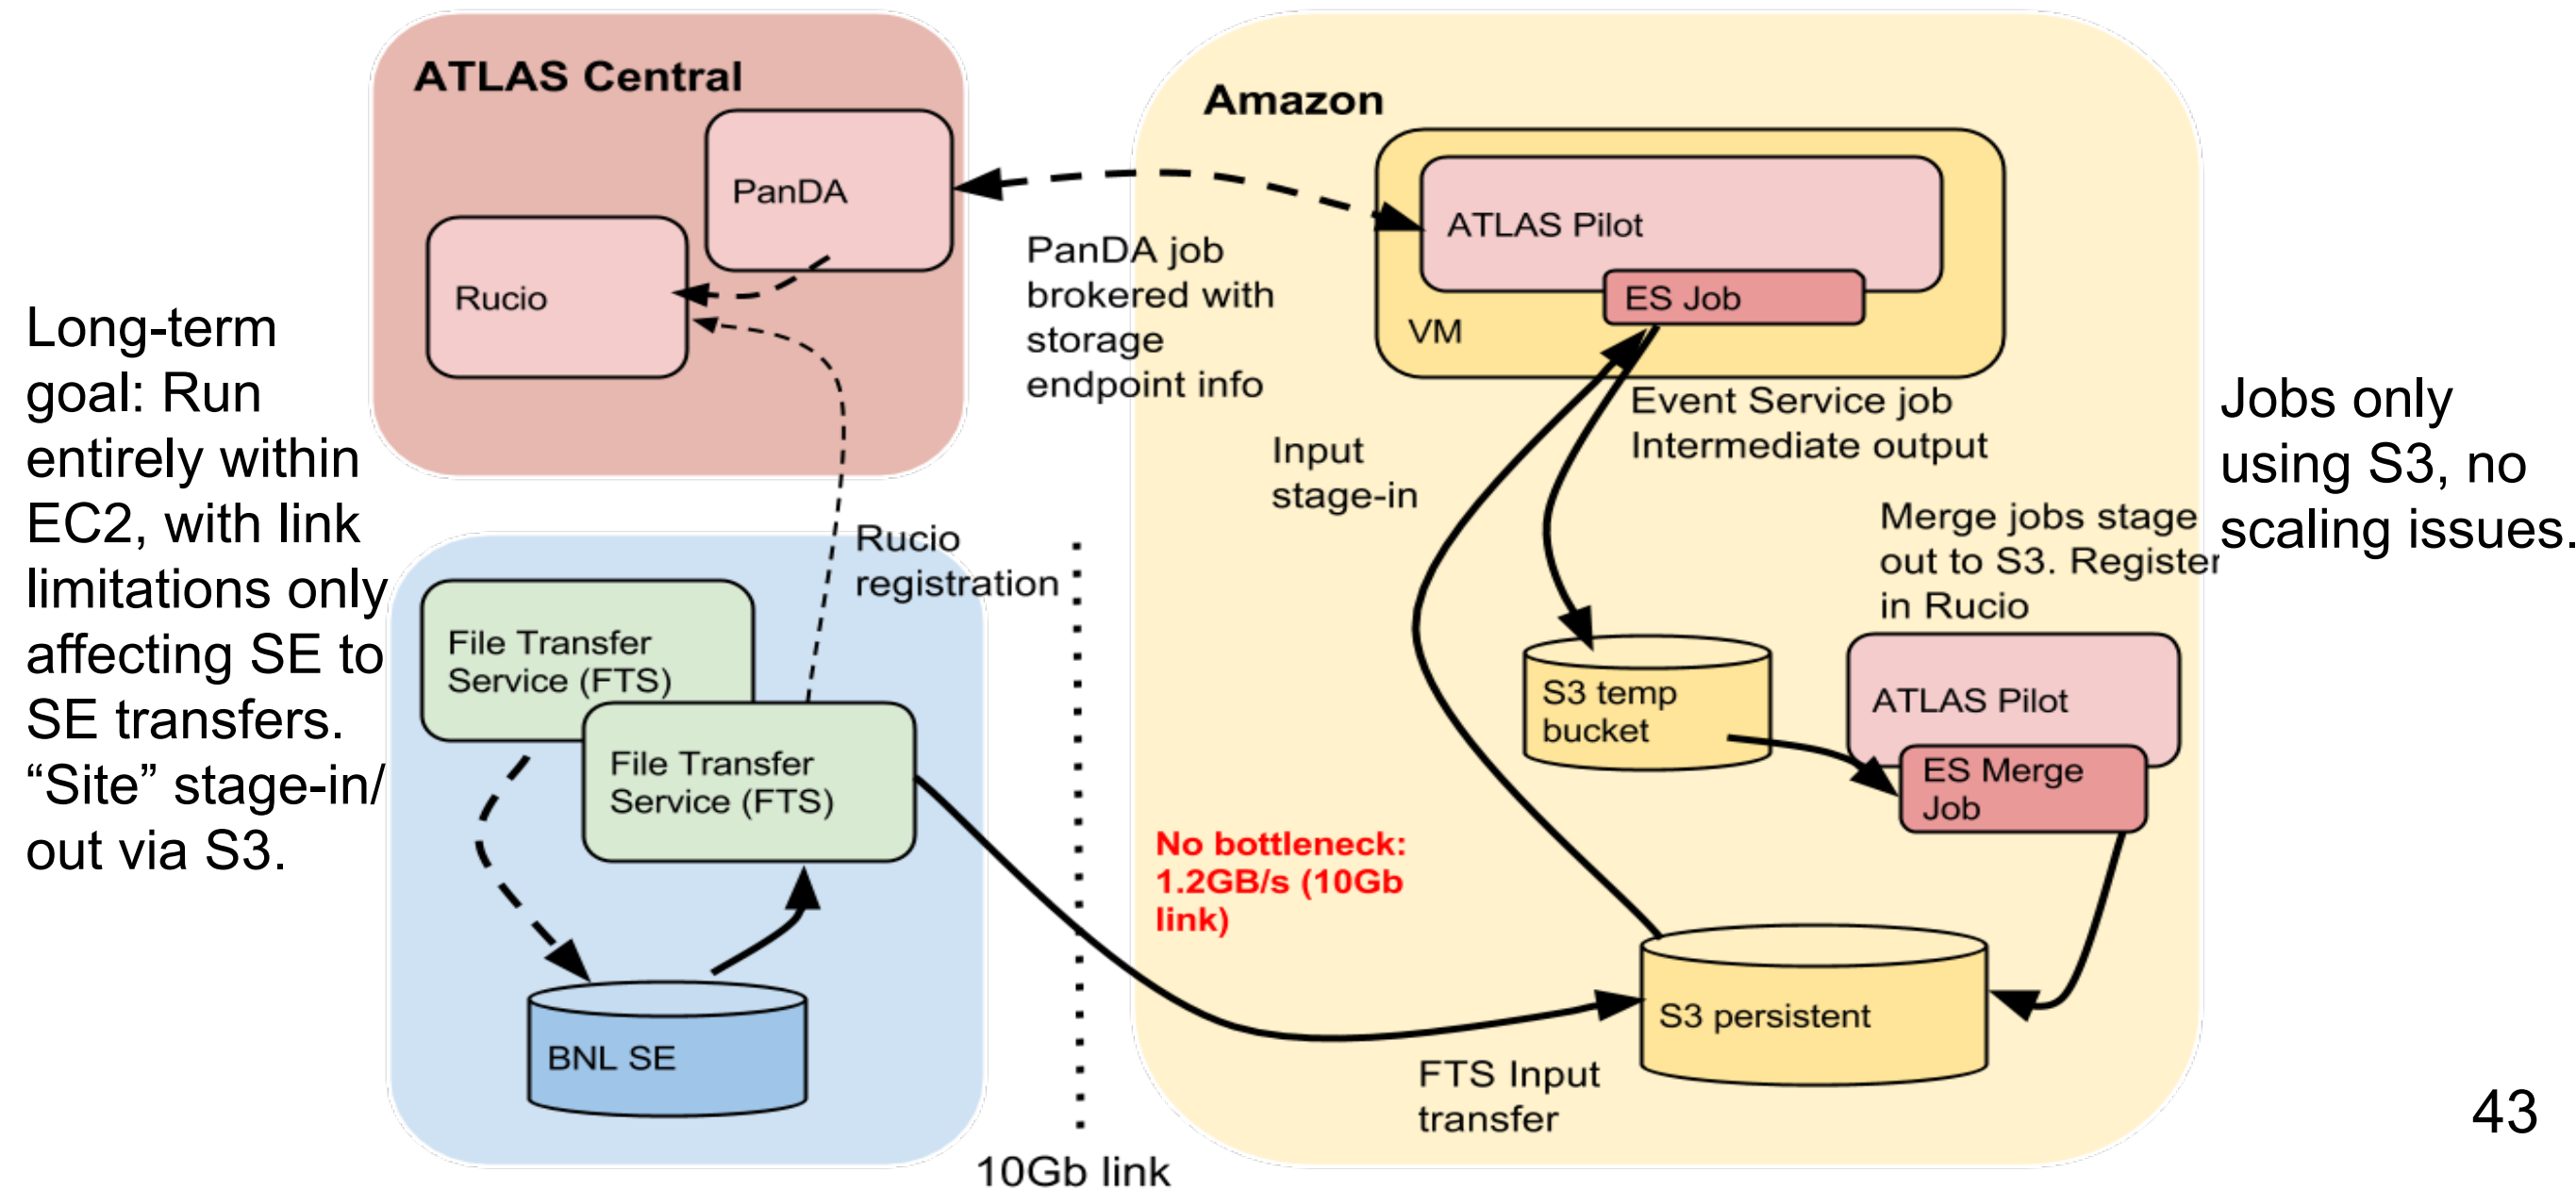 ATLAS Central
PanDA
Rucio
Long-term
goal: Run
entirely within
EC2, with link
limitations only
affecting SE to
SE transfers.
“Site” stage-in/
out via S3.
PanDA job
brokered with
storage
endpoint info
Rucio
registration
File Transfer
Service (FTS)
File Transfer
Service (FTS)
BNL SE
10Gb link
Amazon
ATLAS Pilot
ES Job
VM
Event Service job
Intermediate output
Input
stage-in
Merge jobs stage
out to S3. Register
in Rucio
S3 temp
bucket
ATLAS Pilot
ES Merge
Job
No bottleneck:
1.2GB/s (10Gb
link)
S3 persistent
FTS Input
transfer
Jobs only
using S3, no
scaling issues.
43